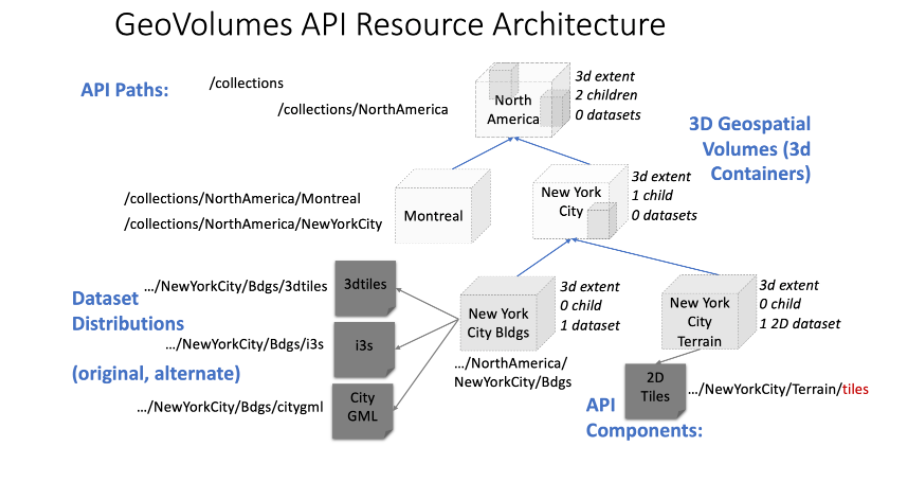 GeoVolumes API Resource Architecture
API Paths:
/collections
/collections/NorthAmerica
North
America
3d extent
2 children
0 datasets
3D Geospatial
Volumes (3d
Containers)
/collections/NorthAmerica/Montreal
/collections/NorthAmerica/NewYorkCity
Montreal
New York
City
3d extent
1 child
0 datasets
Dataset
Distributions
(original, alternate)
…/NewYorkCity/Bdgs/3dtiles
3dtiles
…/NewYorkCity/Bdgs/i3s
i3s
…/NewYorkCity/Bdgs/citygml
City
GML
New York
City Bldgs
3d extent
0 child
1 dataset
…/NorthAmerica/
NewYorkCity/Bdgs
New York
City
Terrain
3d extent
0 child
1 2D dataset
2D
Tiles
…/NewYorkCity/Terrain/tiles
API
Components: